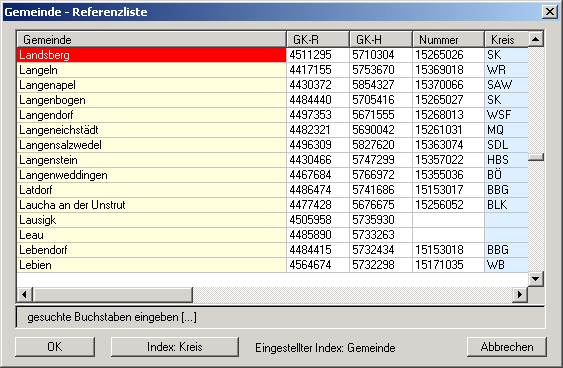 Gemeinde - Referenzliste
Gemeinde GK-R GK-H Nummer Kreis
Landsberg 4511295 5710304 15265026 SK
Langeln 4417155 5753670 15369018 WR
Langenapel 4430372 5854327 15370066 SAW
Langenbogen 4484440 5705416 15265027 SK
Langendorf 4497353 5671555 15268013 WSF
Langeneichstädt 4482321 5690042 15261031 MQ
Langensalzwedel 4496309 5827620 15363074 SDL
Langenstein 4430466 5747299 15357022 HBS
Langenweddingen 4467684 5766972 15355036 BÖ
Latdorf 4486474 5741686 15153017 BBG
Laucha an der Unstrut 4477428 5676675 15256052 BLK
Lausigk 4505958 5735930
Leau 4485890 5733263
Lebendorf 4484415 5732434 15153018 BBG
Lebien 4564674 5732298 15171035 WB
gesuchte Buchstaben eingeben [...]
OK Index: Kreis Eingestellter Index: Gemeinde Abbrechen